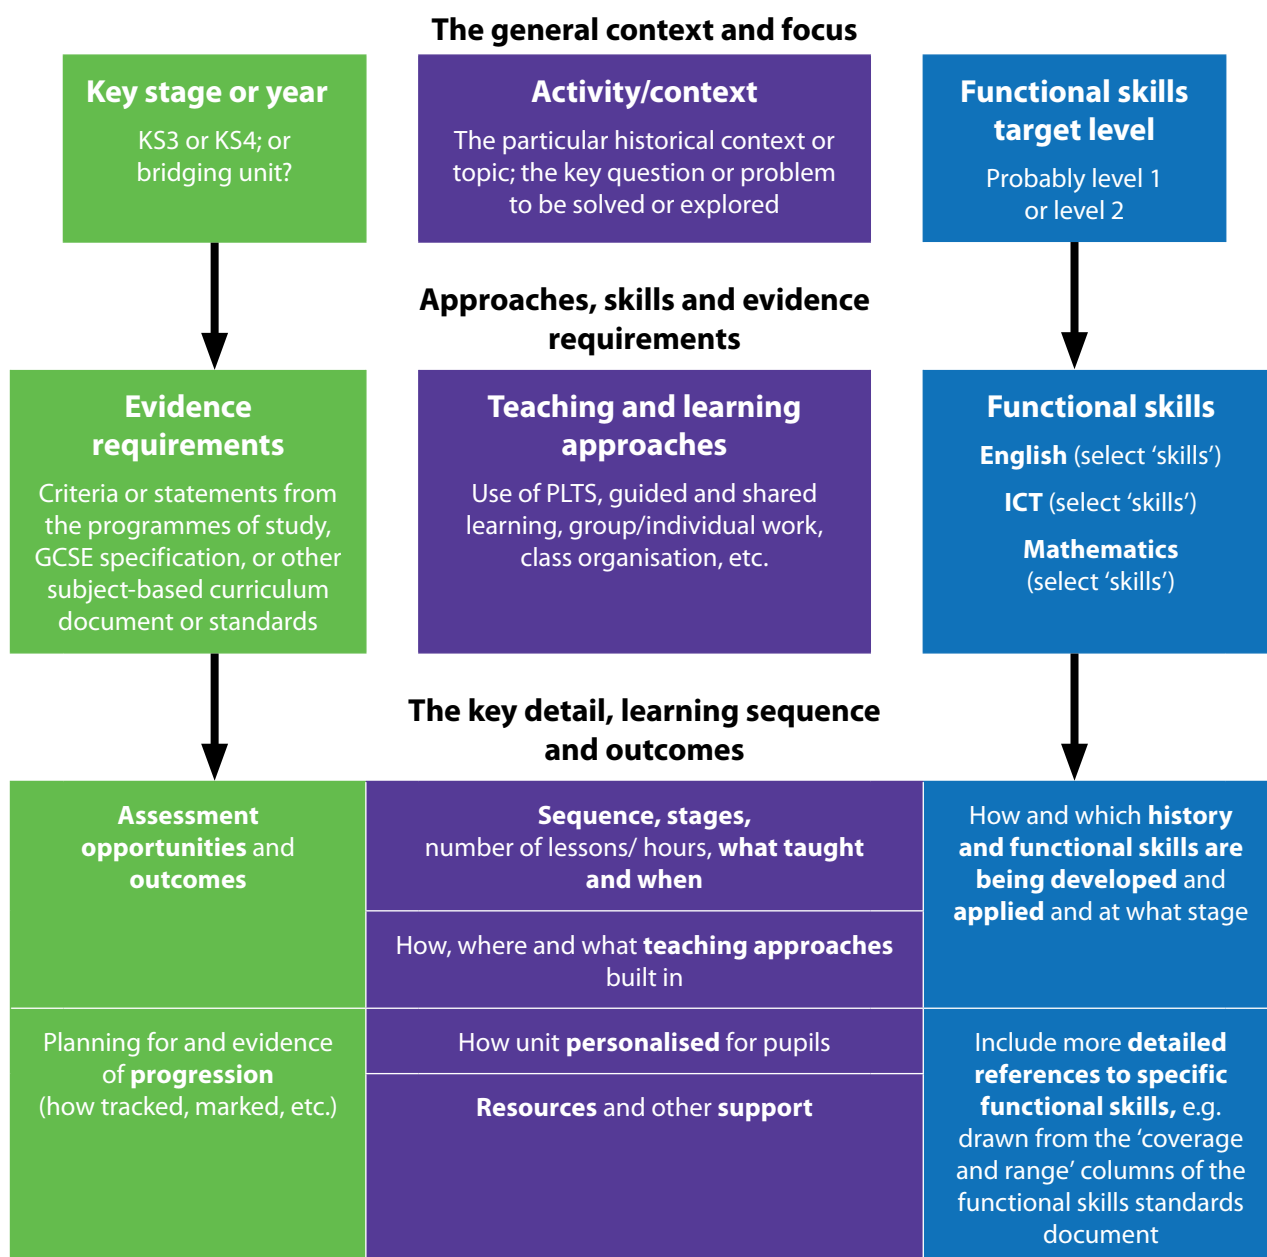 The general context and focus
Key stage or year
KS3 or KS4; or
bridging unit?
Activity/context
The particular historical context or
topic; the key question or problem
to be solved or explored
Functional skills
target level
Probably level 1
or level 2
Approaches, skills and evidence
requirements
Evidence
requirements
Criteria or statements from
the programmes of study,
GCSE specification, or other
subject-based curriculum
document or standards
Teaching and learning
approaches
Use of PLTS, guided and shared
learning, group/individual work,
class organisation, etc.
Functional skills
English (select ‘skills’)
ICT (select ‘skills’)
Mathematics
(select ‘skills’)
The key detail, learning sequence
and outcomes
Assessment
opportunities and
outcomes
Sequence, stages,
number of lessons/ hours, what taught
and when
How, where and what teaching approaches
built in
How and which history
and functional skills are
being developed and
applied and at what stage
Planning for and evidence
of progression
(how tracked, marked, etc.)
How unit personalised for pupils
Resources and other support
Include more detailed
references to specific
functional skills, e.g.
drawn from the ‘coverage
and range’ columns of the
functional skills standards
document